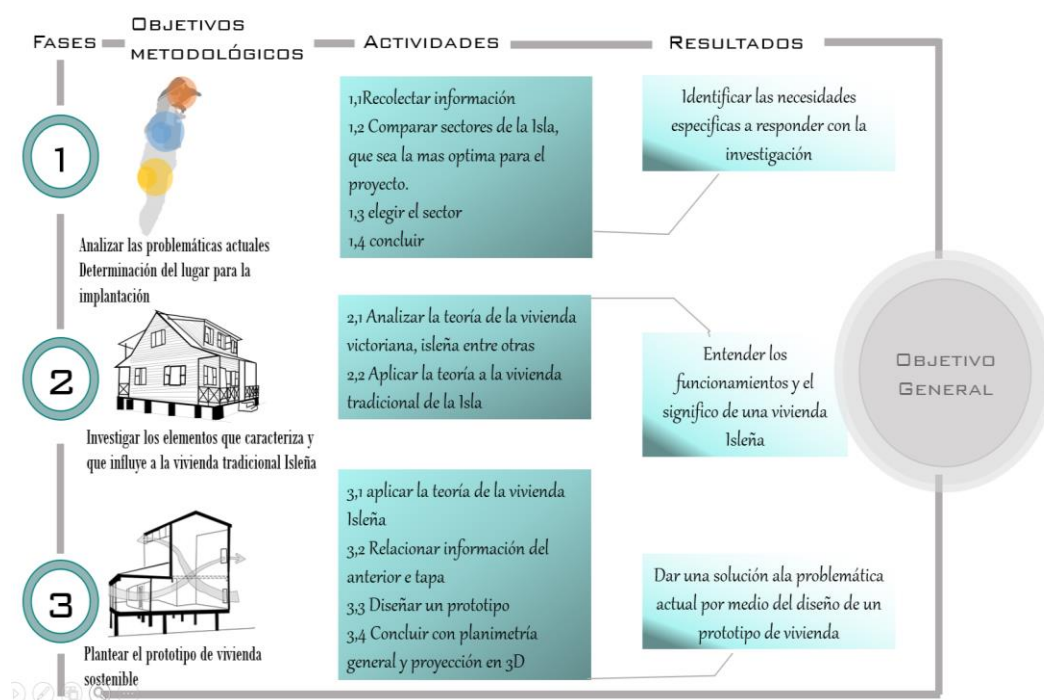 FASES
OBJETIVOS
METODOLÓGICOS
ACTIVIDADES
RESULTADOS
1
Analizar las problemáticas actuales
Determinación del lugar para la
implantación
1,1Recolectar información
1,2 Comparar sectores de la Isla,
que sea la mas optima para el
proyecto.
1,3 elegir el sector
1,4 concluir
Identificar las necesidades
especificas a responder con la
investigación
2
Investigar los elementos que caracteriza y
que influye a la vivienda tradicional Isleña
2,1 Analizar la teoría de la vivienda
victoriana, isleña entre otras
2,2 Aplicar la teoría a la vivienda
tradicional de la Isla
Entender los
funcionamientos y el
significo de una vivienda
Isleña
3
Plantear el prototipo de vivienda
sostenible
3,1 aplicar la teoría de la vivienda
Isleña
3,2 Relacionar información del
anterior e tapa
3,3 Diseñar un prototipo
3,4 Concluir con planimetría
general y proyección en 3D
Dar una solución ala problemática
actual por medio del diseño de un
prototipo de vivienda
OBJETIVO
GENERAL